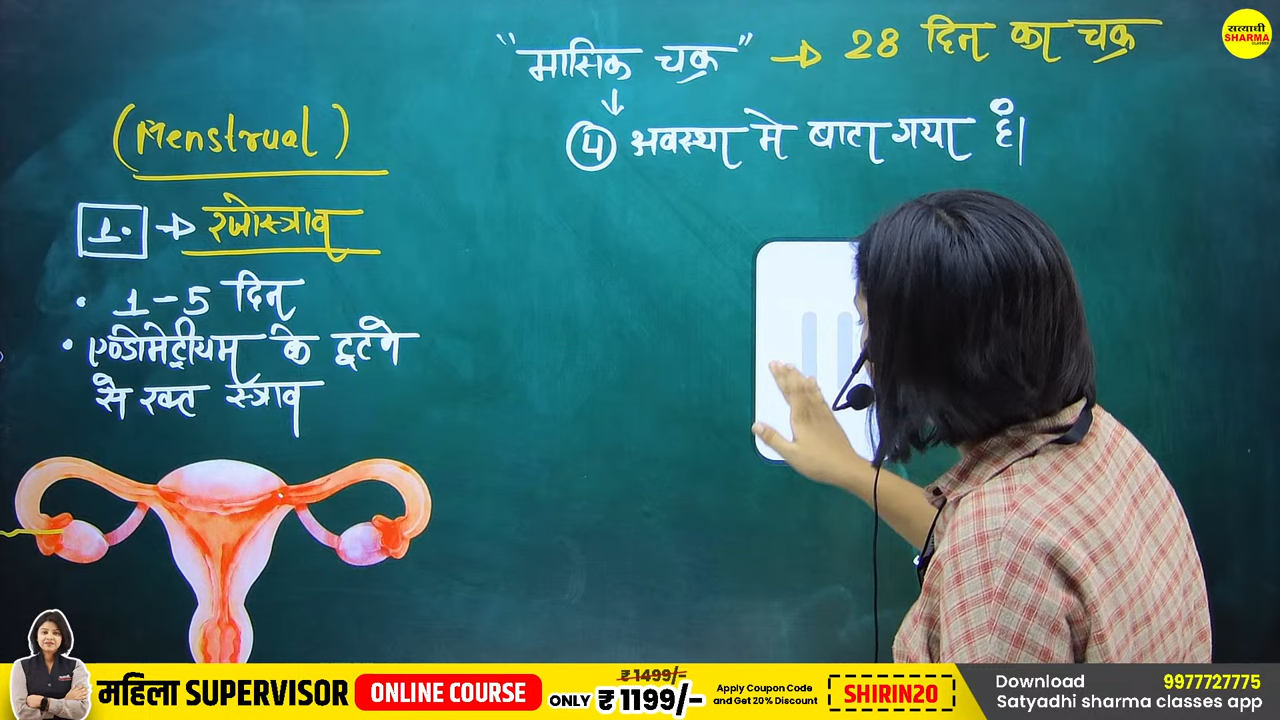 "मासिक चक्र" → 28 दिन का चक्र
↓
④ अवस्था मे बाटा गया है।
(Menstrual)
1. → रजोस्त्राव
• 1-5 दिन
• एण्डोमेट्रीयम के टूटने
से रक्त स्त्राव
सत्याधी
SHARMA
CLASSES
महिला SUPERVISOR
ONLINE COURSE
₹ 1499/-
ONLY ₹ 1199/-
Apply Coupon Code
and Get 20% Discount
SHIRIN20
Download 9977727775
Satyadhi sharma classes app